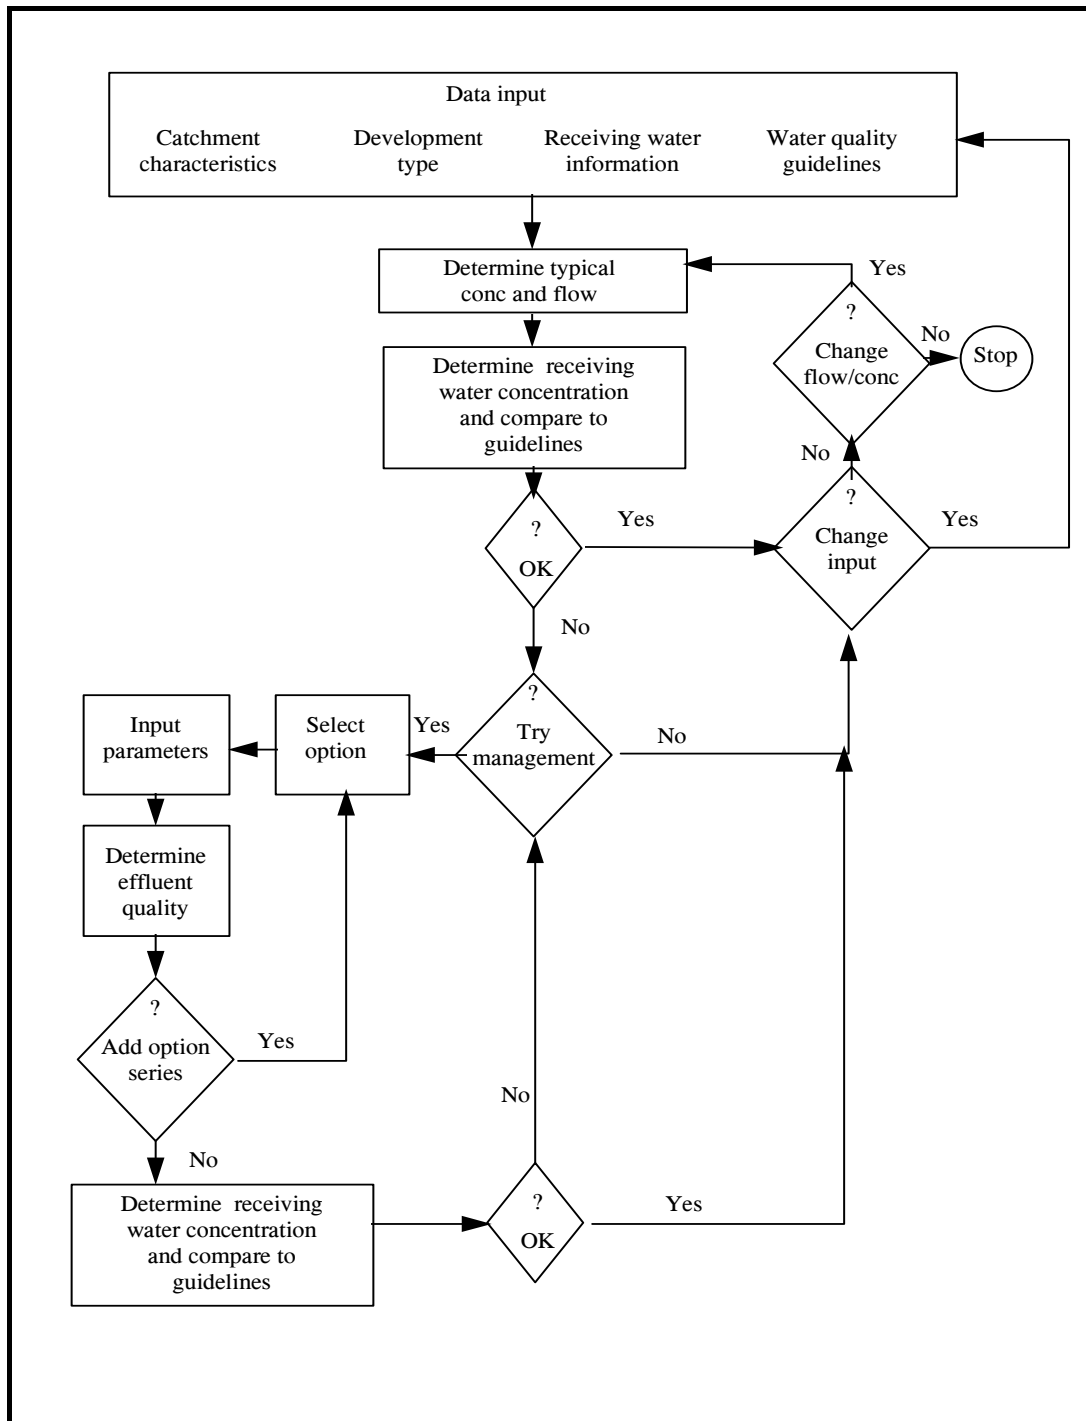 Data input
Catchment
characteristics
Development
type
Receiving water
information
Water quality
guidelines
Determine typical
conc and flow
Yes
?
Change
flow/conc
No
Stop
Determine receiving
water concentration
and compare to
guidelines
No
?
OK
Yes
?
Change
input
Yes
No
?
Try
management
Yes
No
Select
option
Input
parameters
Determine
effluent
quality
?
Add option
series
Yes
No
No
Determine receiving
water concentration
and compare to
guidelines
?
OK
Yes